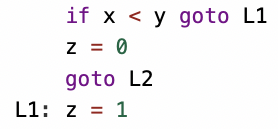 if x < y goto L1
z = 0
goto L2
L1: z = 1